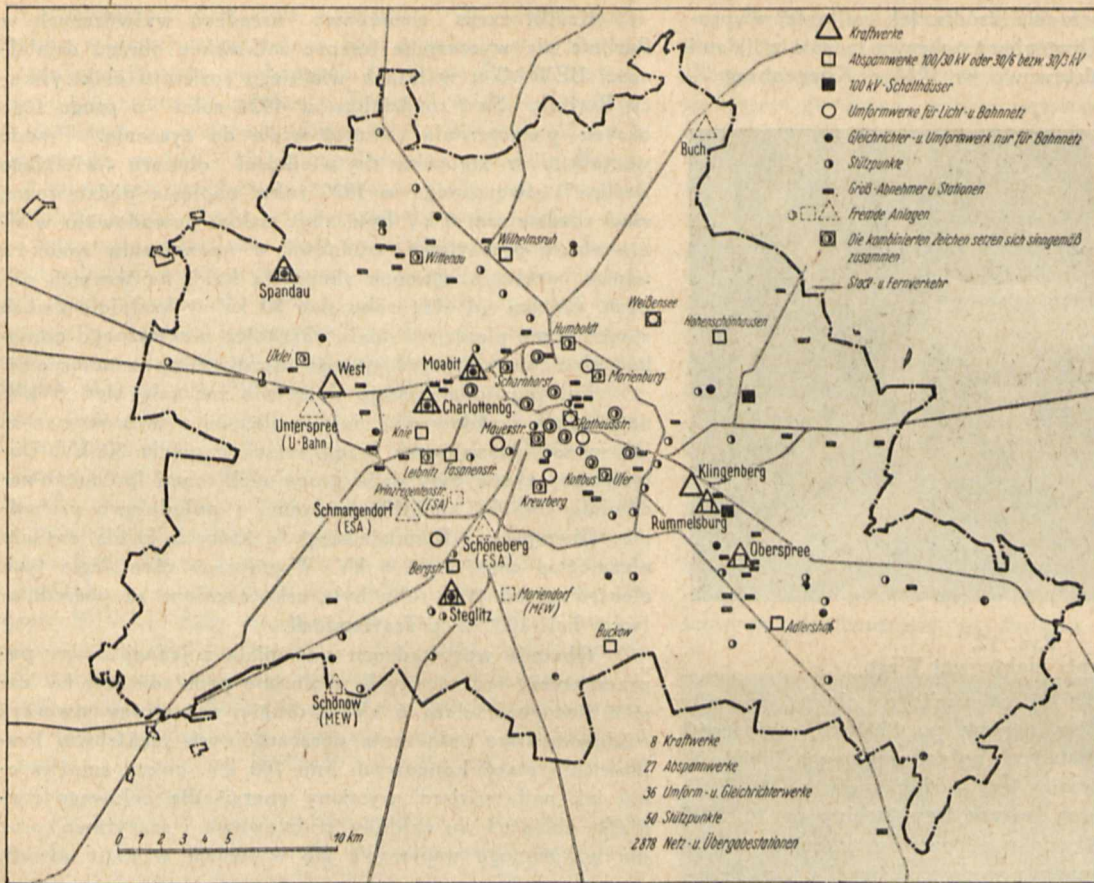 Kraftwerke
Abspannwerke 100/30 kV oder 30/6 bezw 30/3 kV
100 kV-Schalthäuser
Umformwerke für Licht-u Bahnnetz
Gleichrichter-u Umformwerk nur für Bahnnetz
Stützpunkte
Groß-Abnehmer u Stationen
Fremde Anlagen
Die kombinierten Zeichen setzen sich sinngemäß
zusammen
Stadt-u Fernverkehr
Buch
Wilhelmsruh
Wittenau
Spandau
Weißensee
Hohenschönhausen
Humboldt
Uklei
West
Moabit
Scharnhorst
Marienburg
Charlottenbg.
Unterspree
(U-Bahn)
Knie
Mauerstr.
Rathausstr.
Leibnitz
Fasanenstr.
Klingenberg
Kottbus
Ufer
Prinzregentenstr.
(ESA)
Kreuzberg
Schmargendorf
(ESA)
Rummelsburg
Schöneberg
(ESA)
Oberspree
Bergstr.
Mariendorf
(MEW)
Steglitz
Adlershof
Buckow
Schönow
(MEW)
8 Kraftwerke
27 Abspannwerke
36 Umform-u. Gleichrichterwerke
50 Stützpunkte
2878 Netz-u. Übergabestationen
0 1 2 3 4 5 10 km